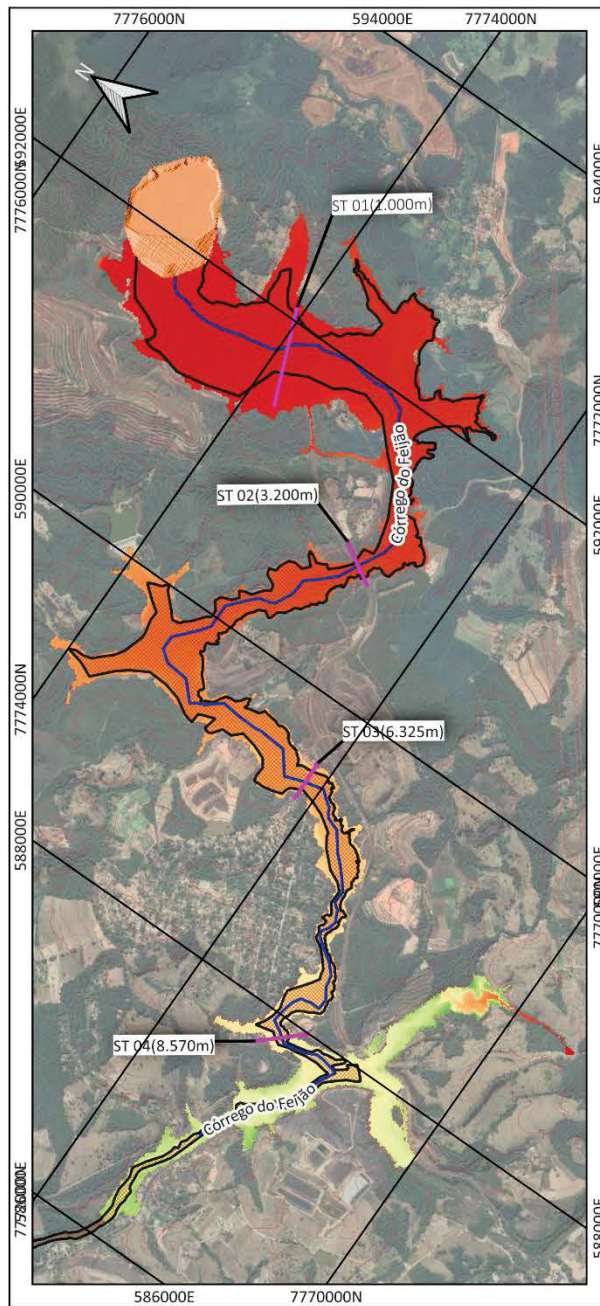 7776000N
594000E
7774000N
N
592000E
7776000N
594000E
ST 01(1.000m)
7772000N
590000E
ST 02(3.200m)
Córrego do Feijão
592000E
7774000N
ST 03(6.325m)
588000E
ST 04(8.570m)
Córrego do Feijão
588000E
586000E
7770000N